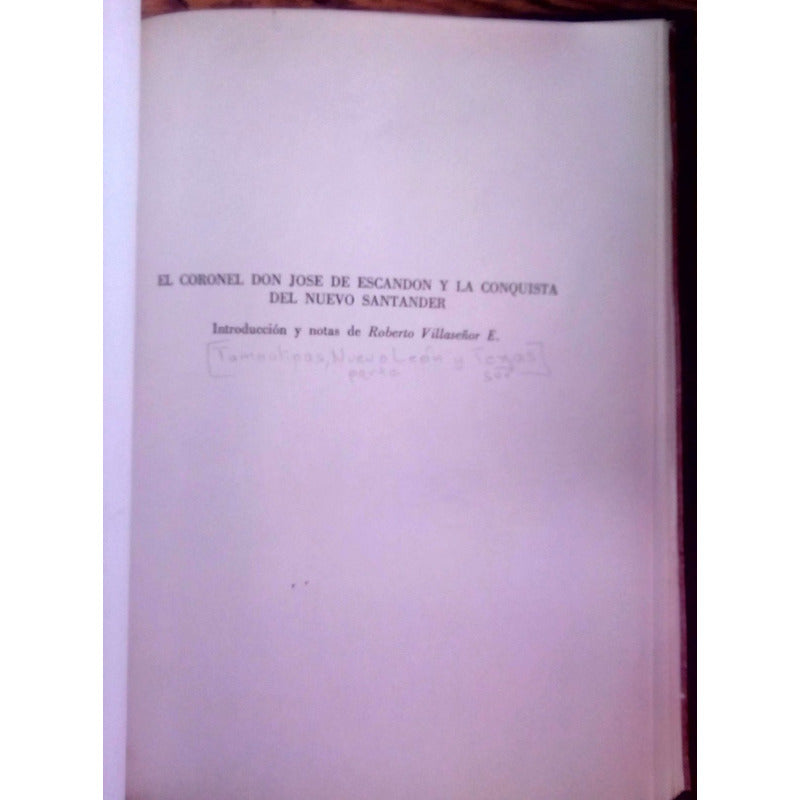 EL CORONEL DON JOSE DE ESCANDON Y LA CONQUISTA
DEL NUEVO SANTANDER
Introducción y notas de Roberto Villaseñor E.
[Tamaulipas, Nuevo León y Texas]
parte sur